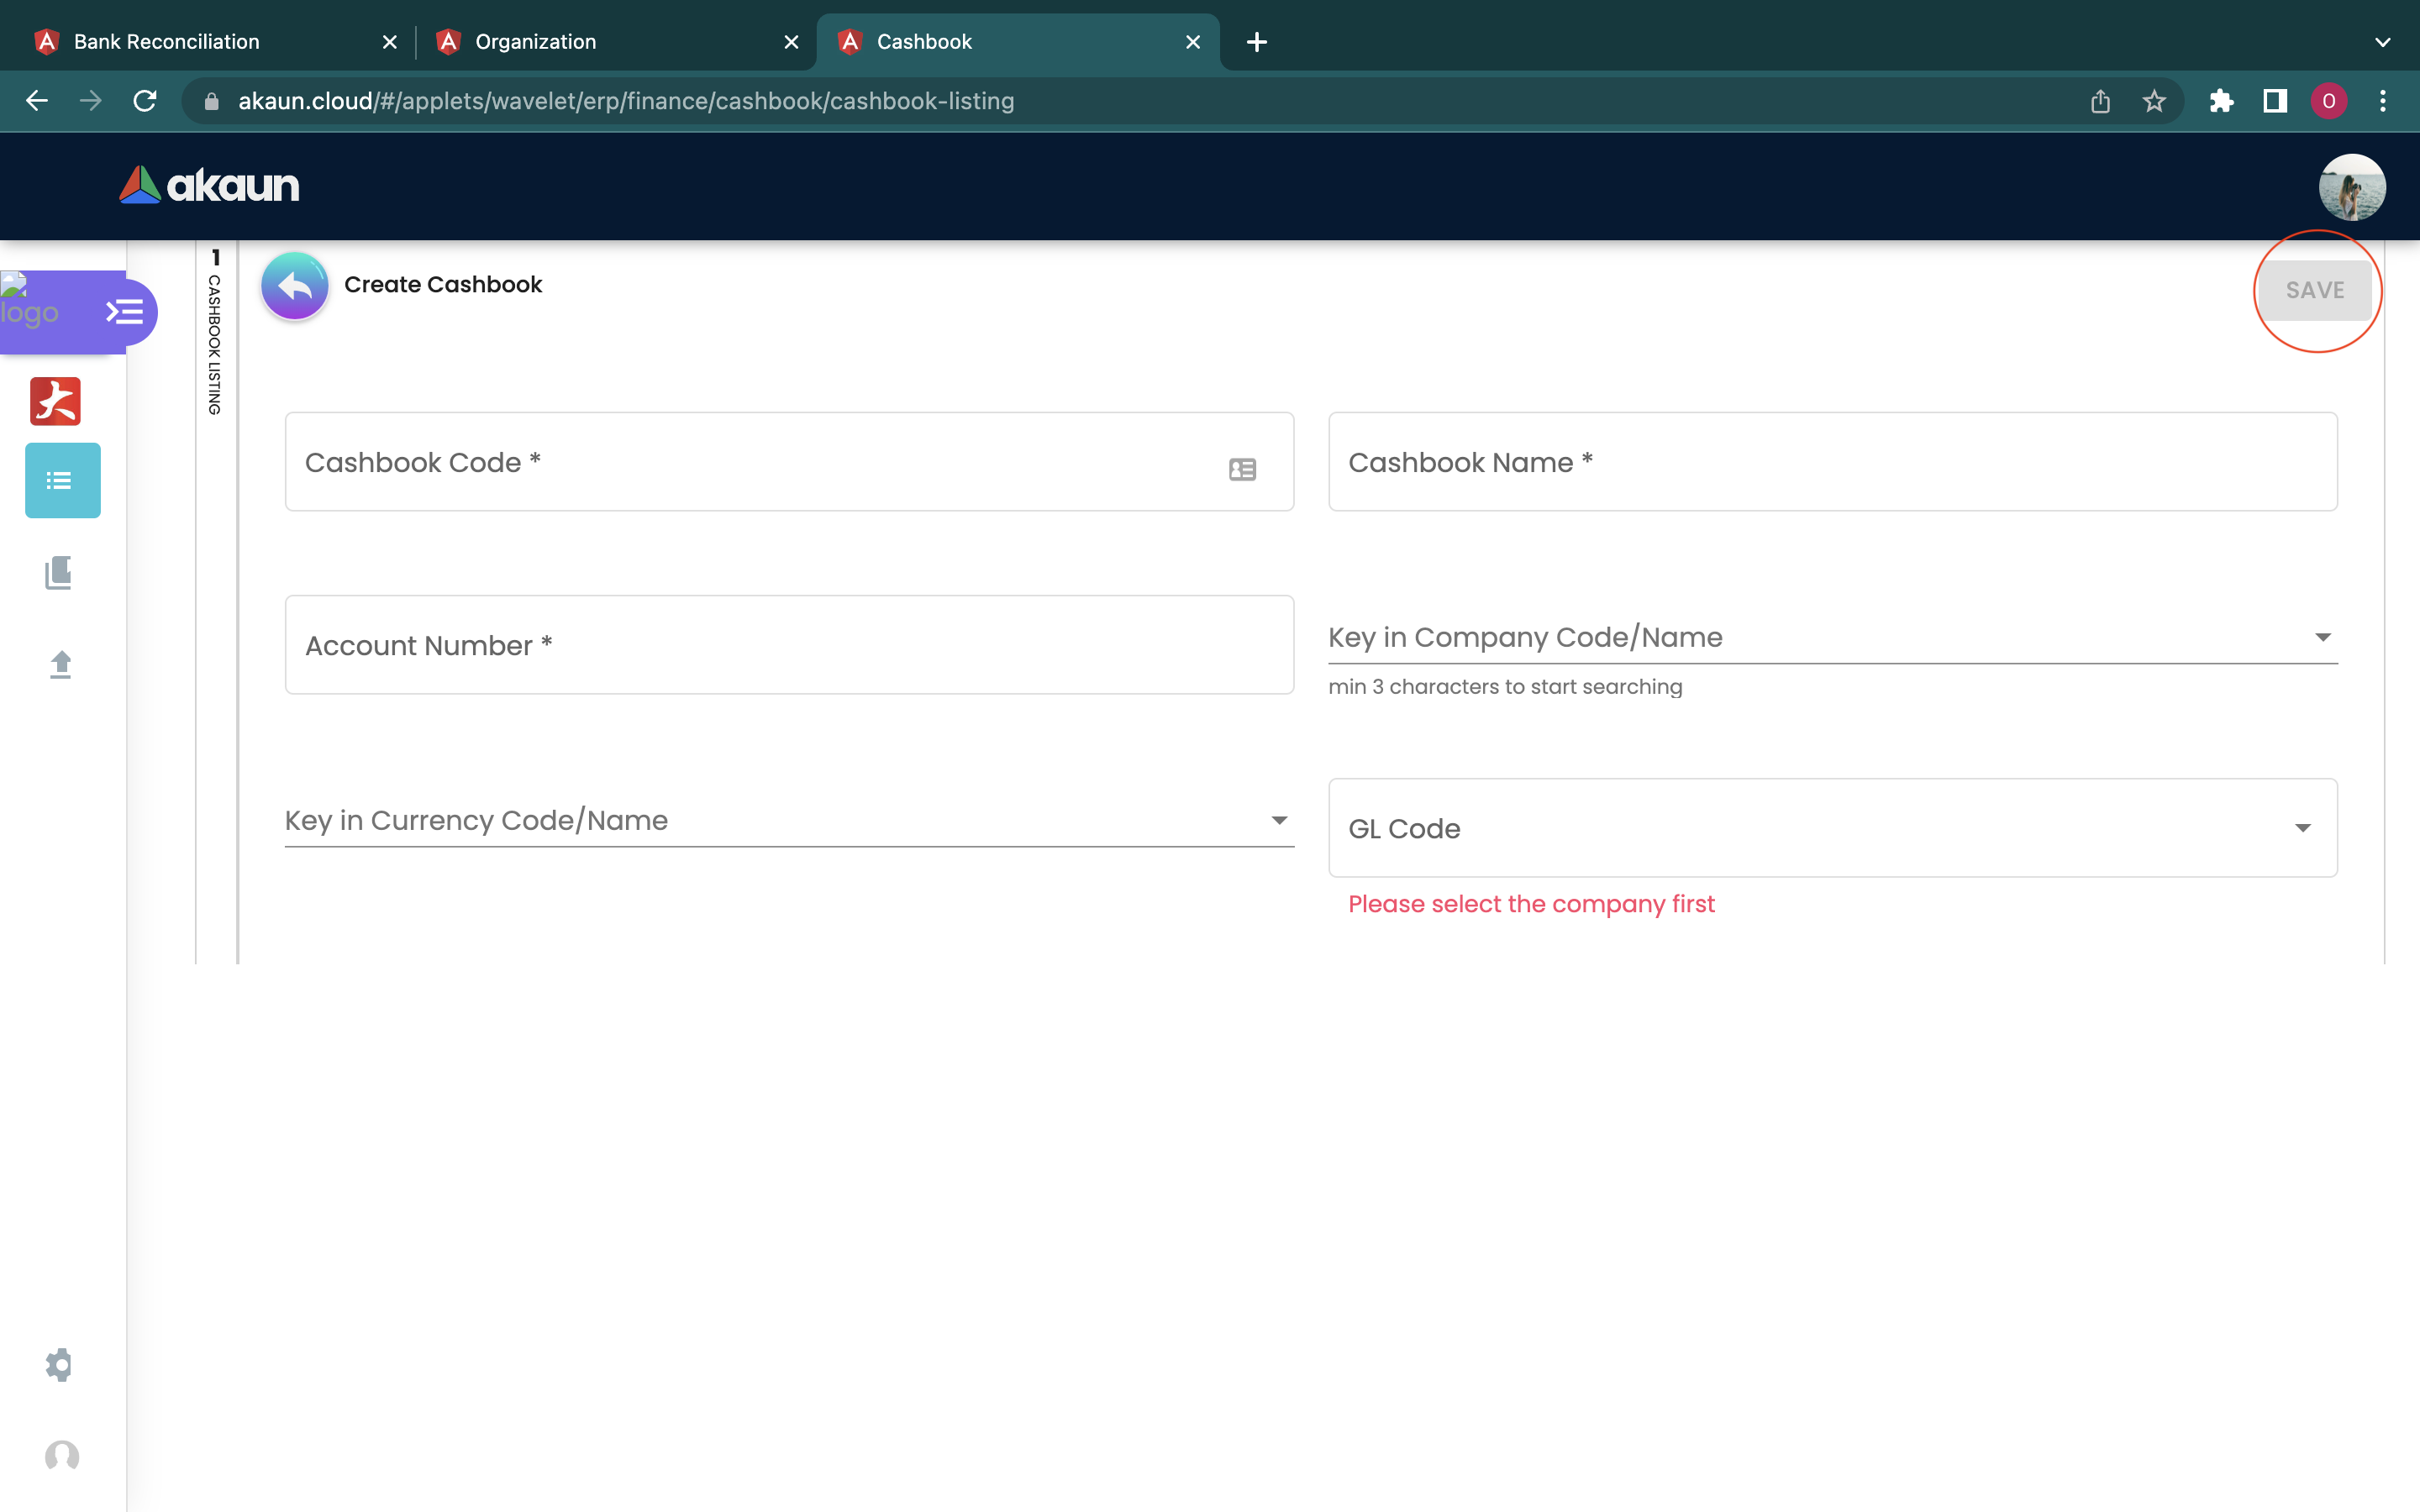 Bank Reconciliation
Organization
Cashbook
akaun.cloud/#/applets/wavelet/erp/finance/cashbook/cashbook-listing
O
akaun
logo
1
CASHBOOK LISTING
Create Cashbook
SAVE
Cashbook Code *
Cashbook Name *
Account Number *
Key in Company Code/Name
min 3 characters to start searching
Key in Currency Code/Name
GL Code
Please select the company first